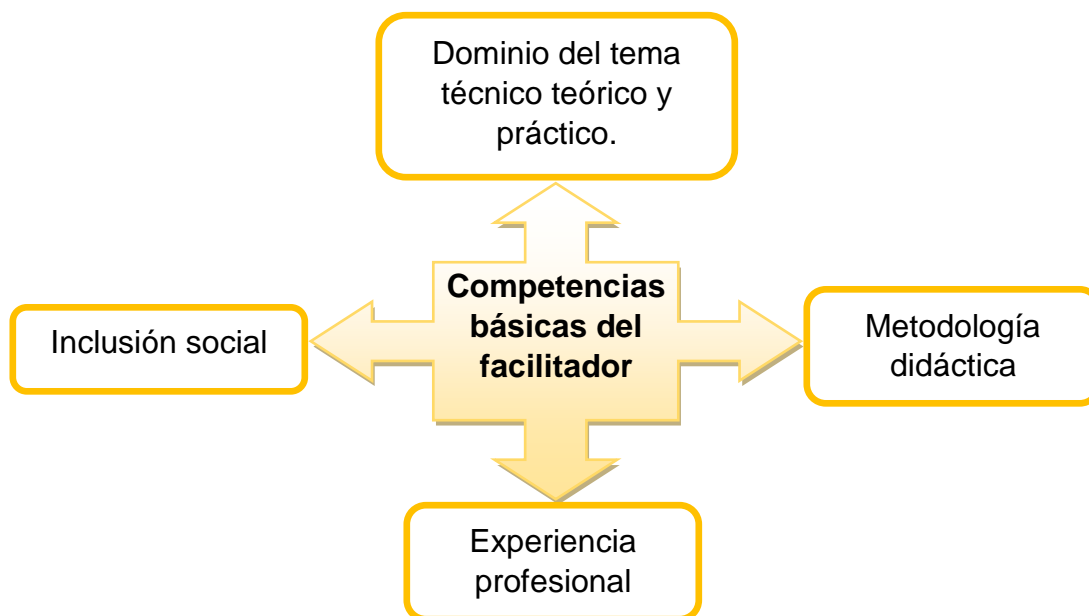 Dominio del tema
técnico teórico y
práctico.
Competencias
básicas del
facilitador
Inclusión social
Metodología
didáctica
Experiencia
profesional